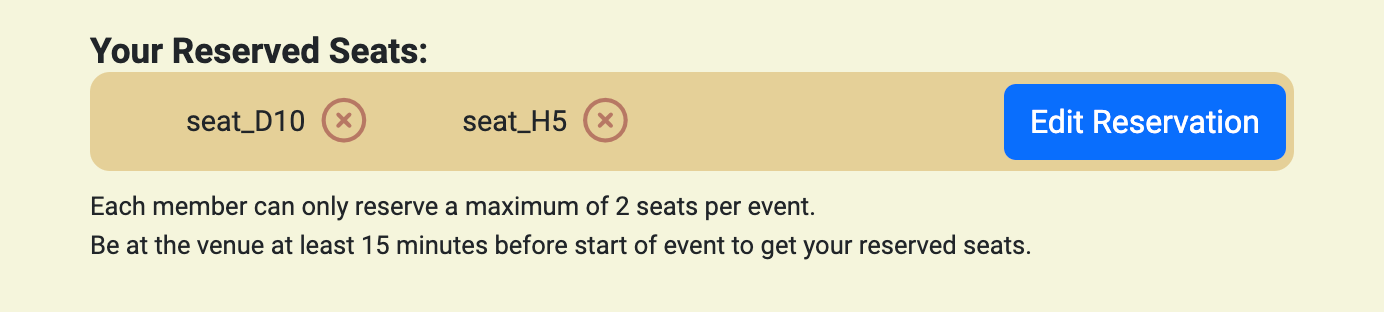 Your Reserved Seats:
seat_D10 seat_H5 Edit Reservation
Each member can only reserve a maximum of 2 seats per event.
Be at the venue at least 15 minutes before start of event to get your reserved seats.